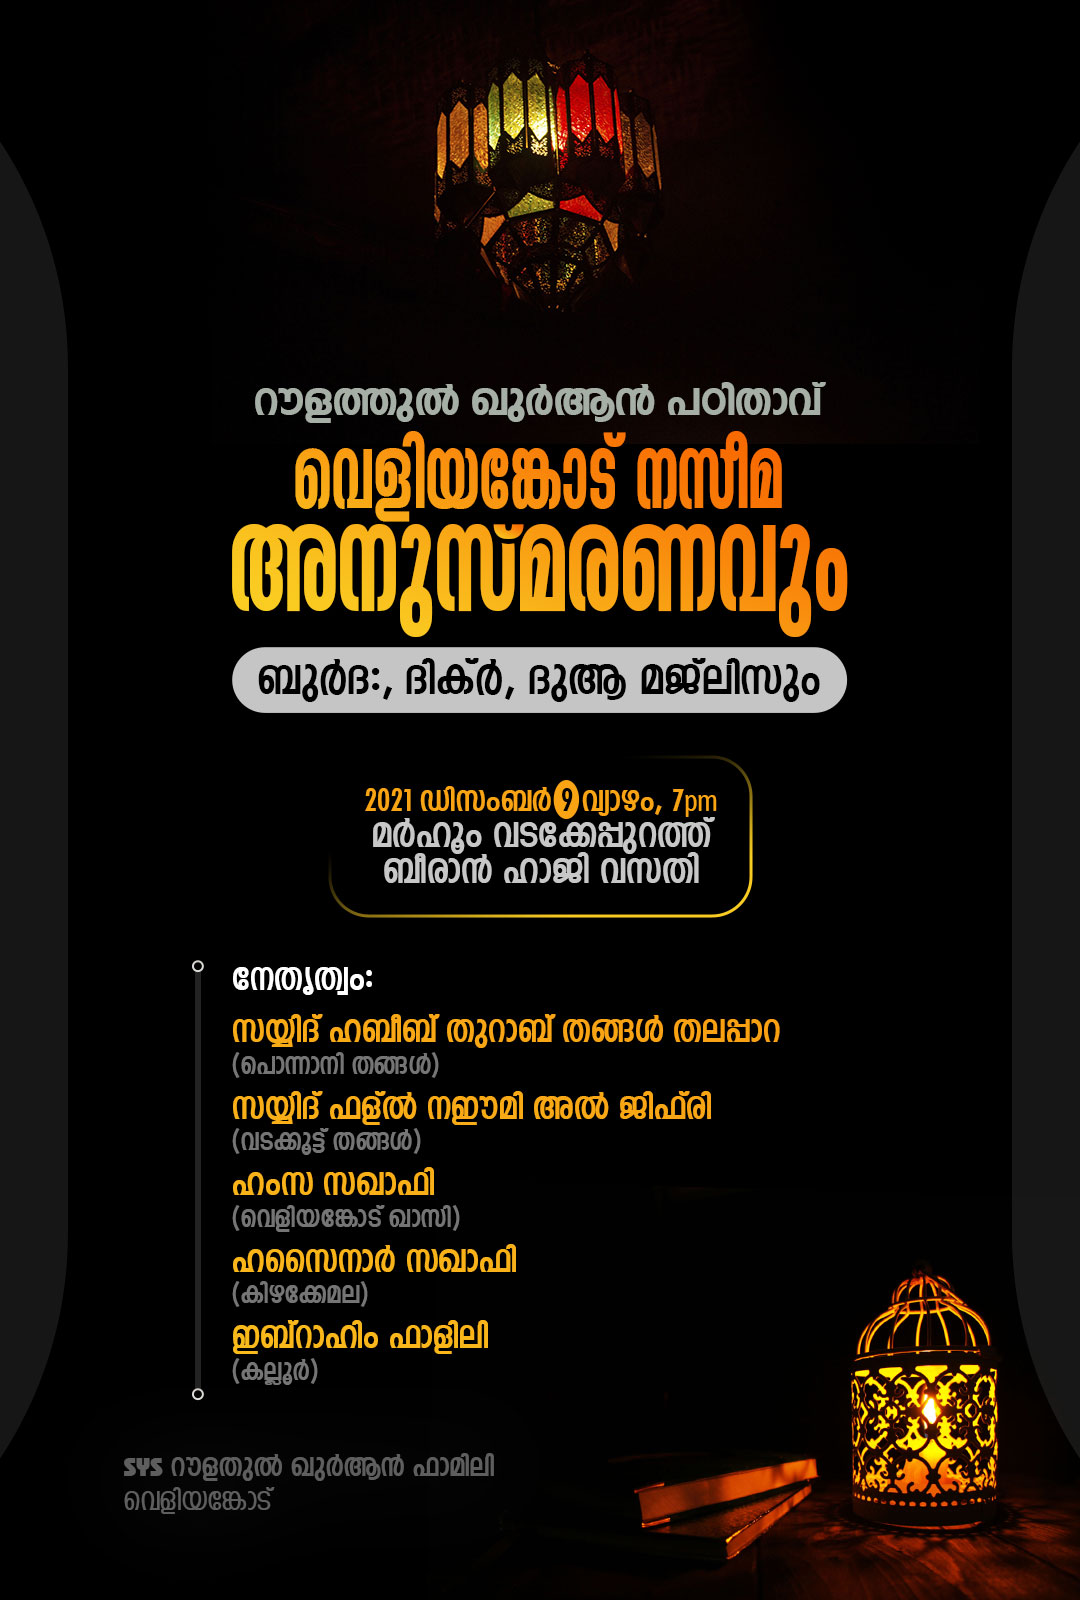 റൗളത്തുൽ ഖുർആൻ പഠിതാവ്
വെളിയങ്കോട് നസീമ
അനുസ്മരണവും
ബുർദ:, ദിക്ർ, ദുആ മജ്ലിസും
2021 ഡിസംബർ 9 വ്യാഴം, 7pm
മർഹൂം വടക്കേപ്പുറത്ത്
ബീരാൻ ഹാജി വസതി
നേതൃത്വം:
സയ്യിദ് ഹബീബ് തുറാബ് തങ്ങൾ തലപ്പാറ
(പൊന്നാനി തങ്ങൾ)
സയ്യിദ് ഫള്ൽ നഈമി അൽ ജിഫ്രി
(വടക്കൂട്ട് തങ്ങൾ)
ഹംസ സഖാഫി
(വെളിയങ്കോട് ഖാസി)
ഹസൈനാർ സഖാഫി
(കിഴക്കേമല)
ഇബ്റാഹിം ഫാളിലി
(കല്ലൂർ)
SYS റൗളതുൽ ഖുർആൻ ഫാമിലി
വെളിയങ്കോട്